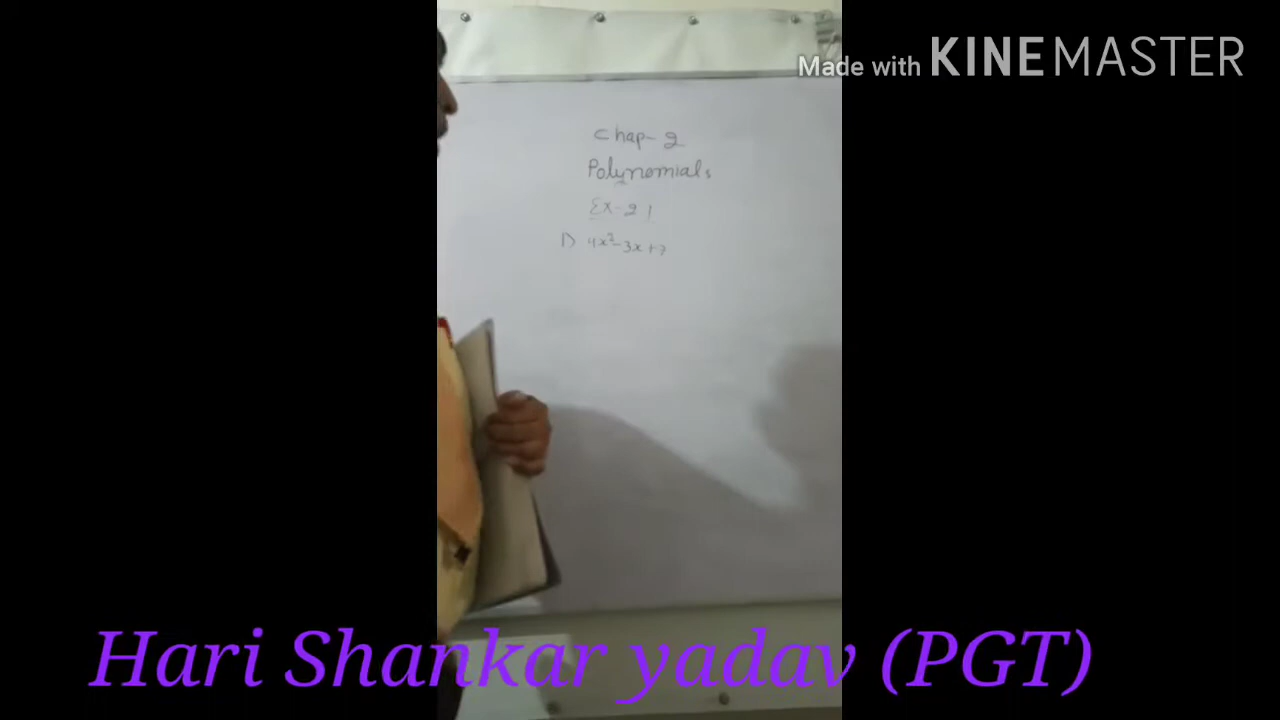 Made with KINEMASTER
Chap-2
Polynomials
Ex-2.1
1) 4x²-3x+7
Hari Shankar yadav (PGT)